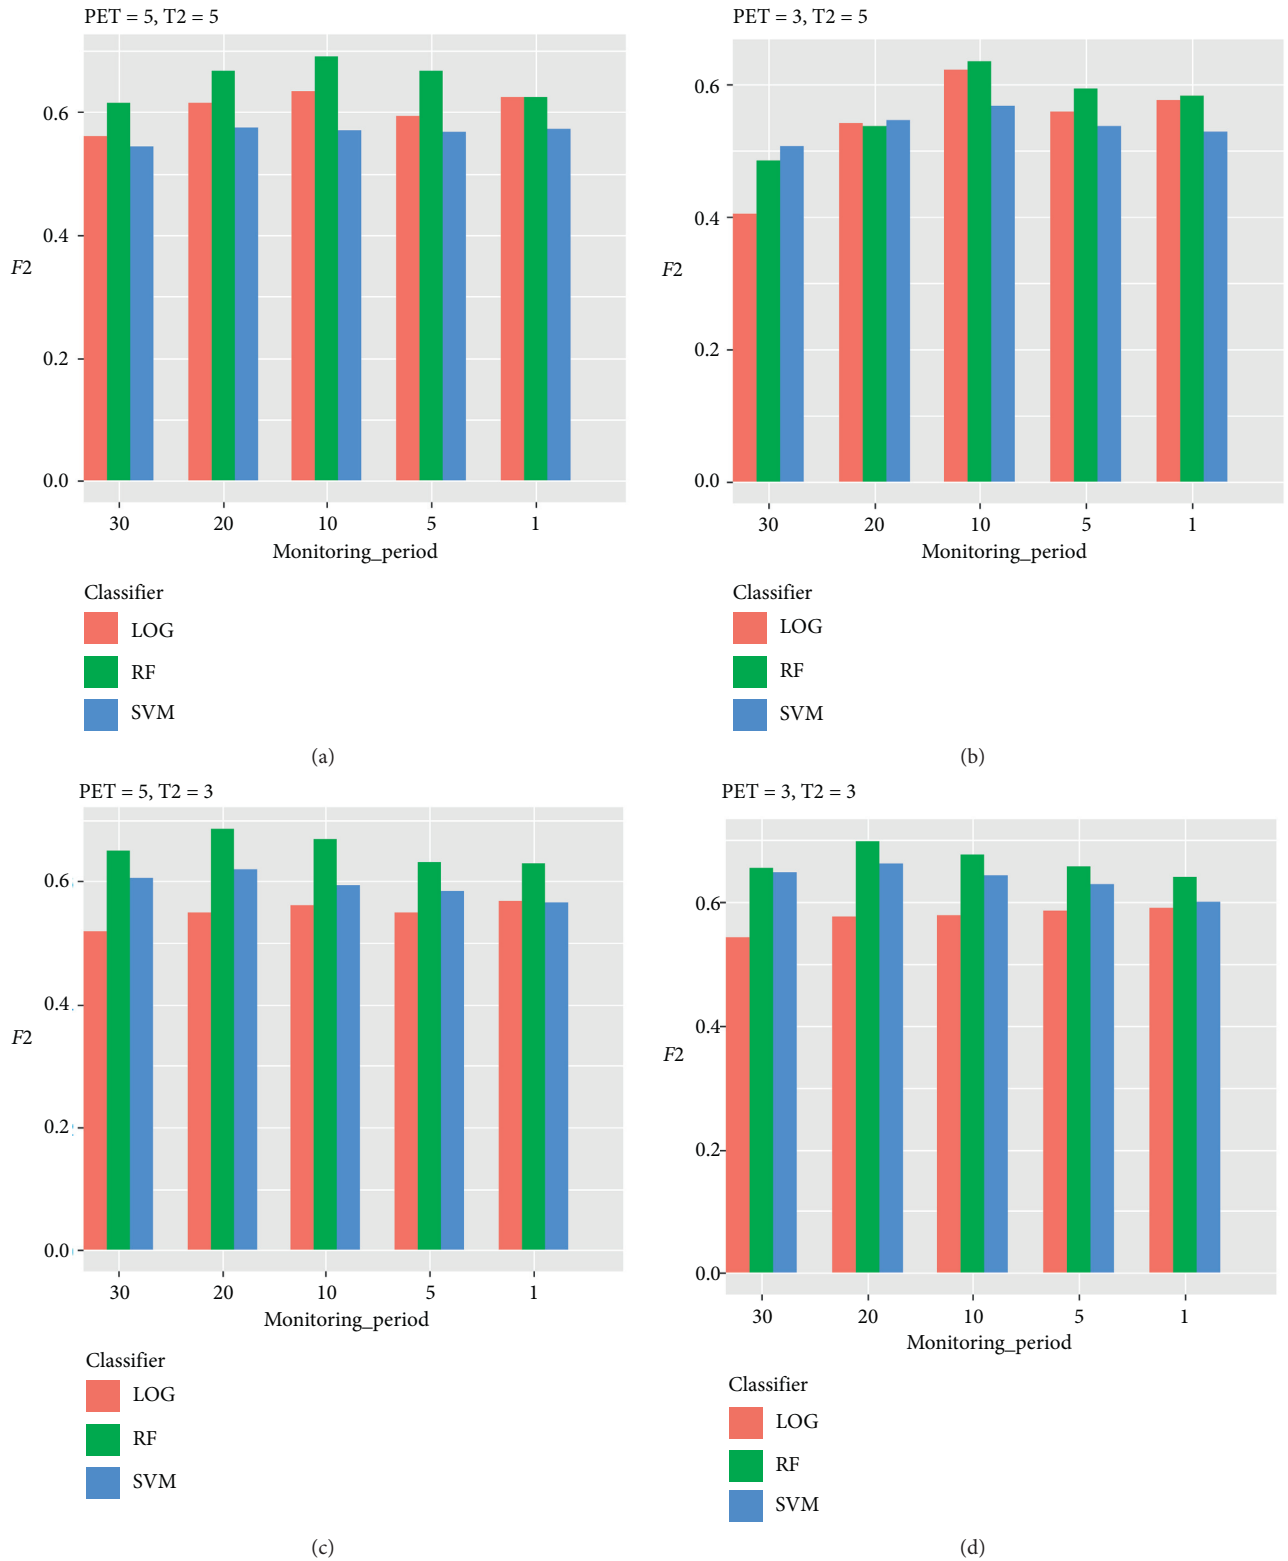 PET = 5, T2 = 5
0.6
0.4
F2
0.2
0.0
30 20 10 5 1
Monitoring_period
Classifier
LOG
RF
SVM
(a)
PET = 3, T2 = 5
0.6
0.4
F2
0.2
0.0
30 20 10 5 1
Monitoring_period
Classifier
LOG
RF
SVM
(b)
PET = 5, T2 = 3
0.6
0.4
F2
0.2
0.0
30 20 10 5 1
Monitoring_period
Classifier
LOG
RF
SVM
(c)
PET = 3, T2 = 3
0.6
0.4
F2
0.2
0.0
30 20 10 5 1
Monitoring_period
Classifier
LOG
RF
SVM
(d)